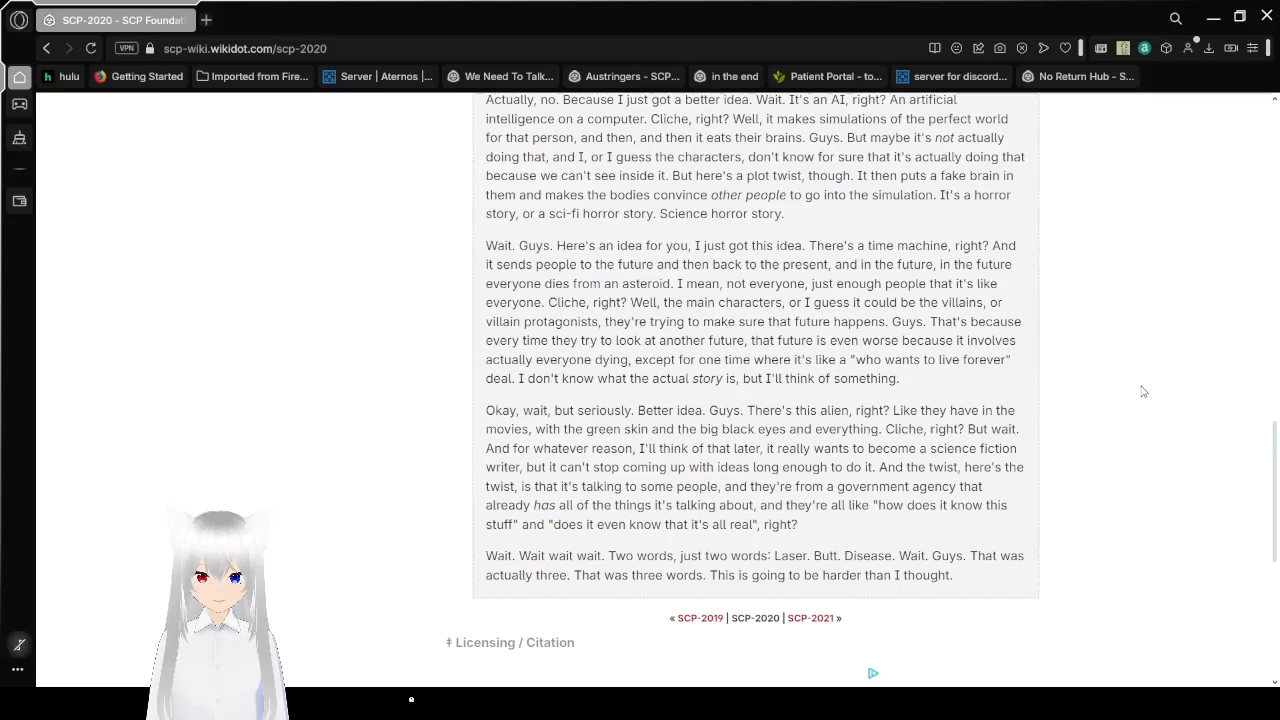 SCP-2020 - SCP Foundat
VPN
scp-wiki.wikidot.com/scp-2020
hulu
Getting Started
Imported from Fire...
Server | Aternos |...
We Need To Talk...
Austringers - SCP...
in the end
Patient Portal - to...
server for discord...
No Return Hub - S...
Actually, no. Because I just got a better idea. Wait. It's an AI, right? An artificial
intelligence on a computer. Cliche, right? Well, it makes simulations of the perfect world
for that person, and then, and then it eats their brains. Guys. But maybe it's not actually
doing that, and I, or I guess the characters, don't know for sure that it's actually doing that
because we can't see inside it. But here's a plot twist, though. It then puts a fake brain in
them and makes the bodies convince other people to go into the simulation. It's a horror
story, or a sci-fi horror story. Science horror story.
Wait. Guys. Here's an idea for you, I just got this idea. There's a time machine, right? And
it sends people to the future and then back to the present, and in the future, in the future
everyone dies from an asteroid. I mean, not everyone, just enough people that it's like
everyone. Cliche, right? Well, the main characters, or I guess it could be the villains, or
villain protagonists, they're trying to make sure that future happens. Guys. That's because
every time they try to look at another future, that future is even worse because it involves
actually everyone dying, except for one time where it's like a "who wants to live forever"
deal. I don't know what the actual story is, but I'll think of something.
Okay, wait, but seriously. Better idea. Guys. There's this alien, right? Like they have in the
movies, with the green skin and the big black eyes and everything. Cliche, right? But wait.
And for whatever reason, I'll think of that later, it really wants to become a science fiction
writer, but it can't stop coming up with ideas long enough to do it. And the twist, here's the
twist, is that it's talking to some people, and they're from a government agency that
already has all of the things it's talking about, and they're all like "how does it know this
stuff" and "does it even know that it's all real", right?
Wait. Wait wait wait. Two words, just two words: Laser. Butt. Disease. Wait. Guys. That was
actually three. That was three words. This is going to be harder than I thought.
« SCP-2019 | SCP-2020 | SCP-2021 »
‡ Licensing / Citation